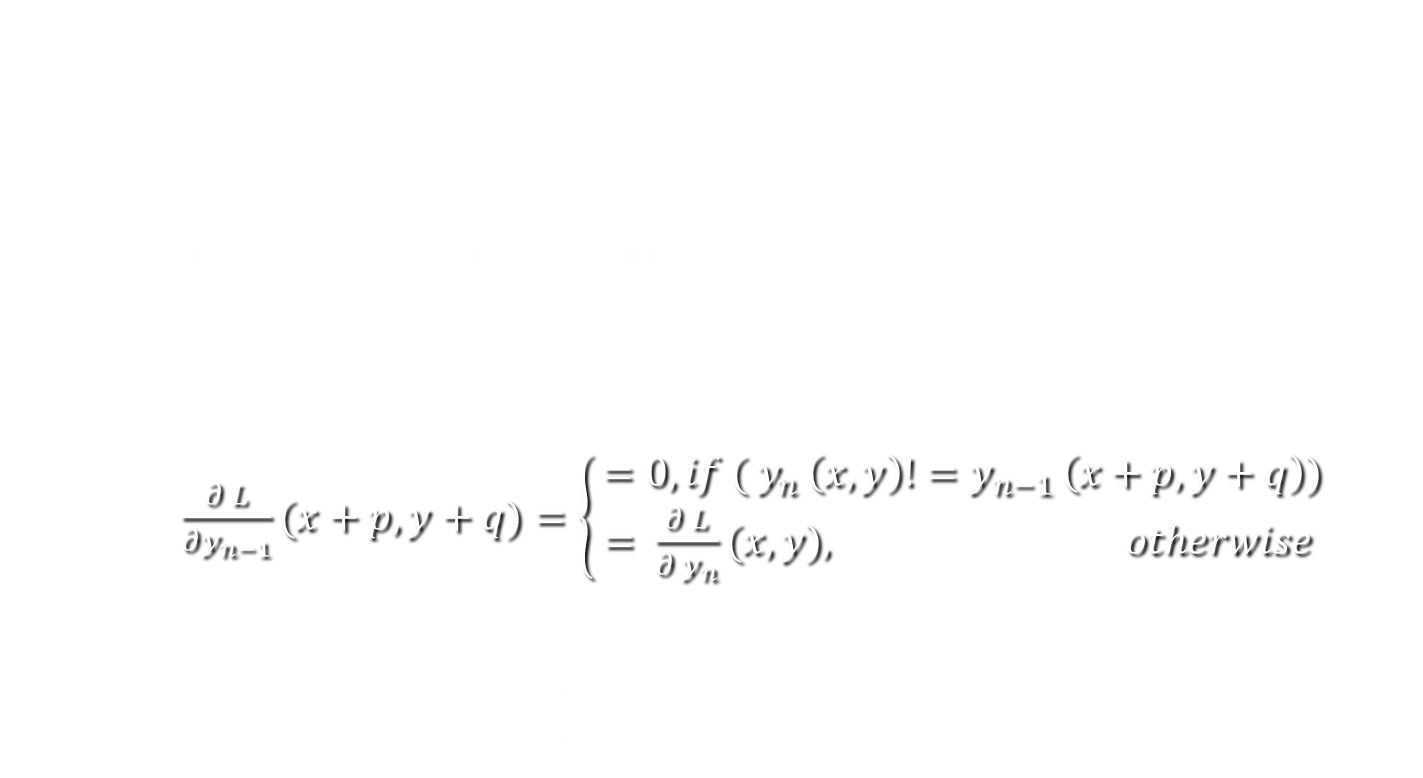 ∂ L / ∂y_{n−1} (x + p, y + q) = { = 0, if ( y_n (x, y)! = y_{n−1} (x + p, y + q))
= ∂ L / ∂ y_n (x, y), otherwise